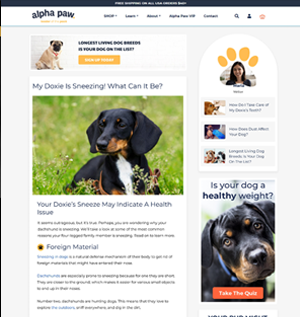 FREE SHIPPING ON ALL USA ORDERS $49+
alpha paw
SHOP
Learn
About
Alpha Paw VIP
Contact
LONGEST LIVING DOG BREEDS
IS YOUR DOG ON THE LIST?
My Doxie Is Sneezing! What Can It Be?
Your Doxie's Sneeze May Indicate A Health
Issue
It seems outrageous, but it's true. Perhaps, you are wondering why your
dachshund is sneezing. We'll take a look at some of the most common
reasons your four-legged family member is sneezing. Read on to learn more.
Foreign Material
Sneezing in dogs is a natural defense mechanism of their body to get rid of
foreign materials that might have entered their nose.
Dachshunds are especially prone to sneezing because for one they are short.
They are closer to the ground, which makes it easier for various small objects
to end up in their noses.
Number two, dachshunds are hunting dogs. This means that they love to
explore the outdoors, sniff everywhere, and dig in the dirt.
How Do I Take Care of
My Doxie's Teeth?
How Does Dust Affect
Your Dog?
Longest Living Dog
Breeds: Is Your Dog
On The List?
Is your dog a
healthy weight?
Take The Quiz